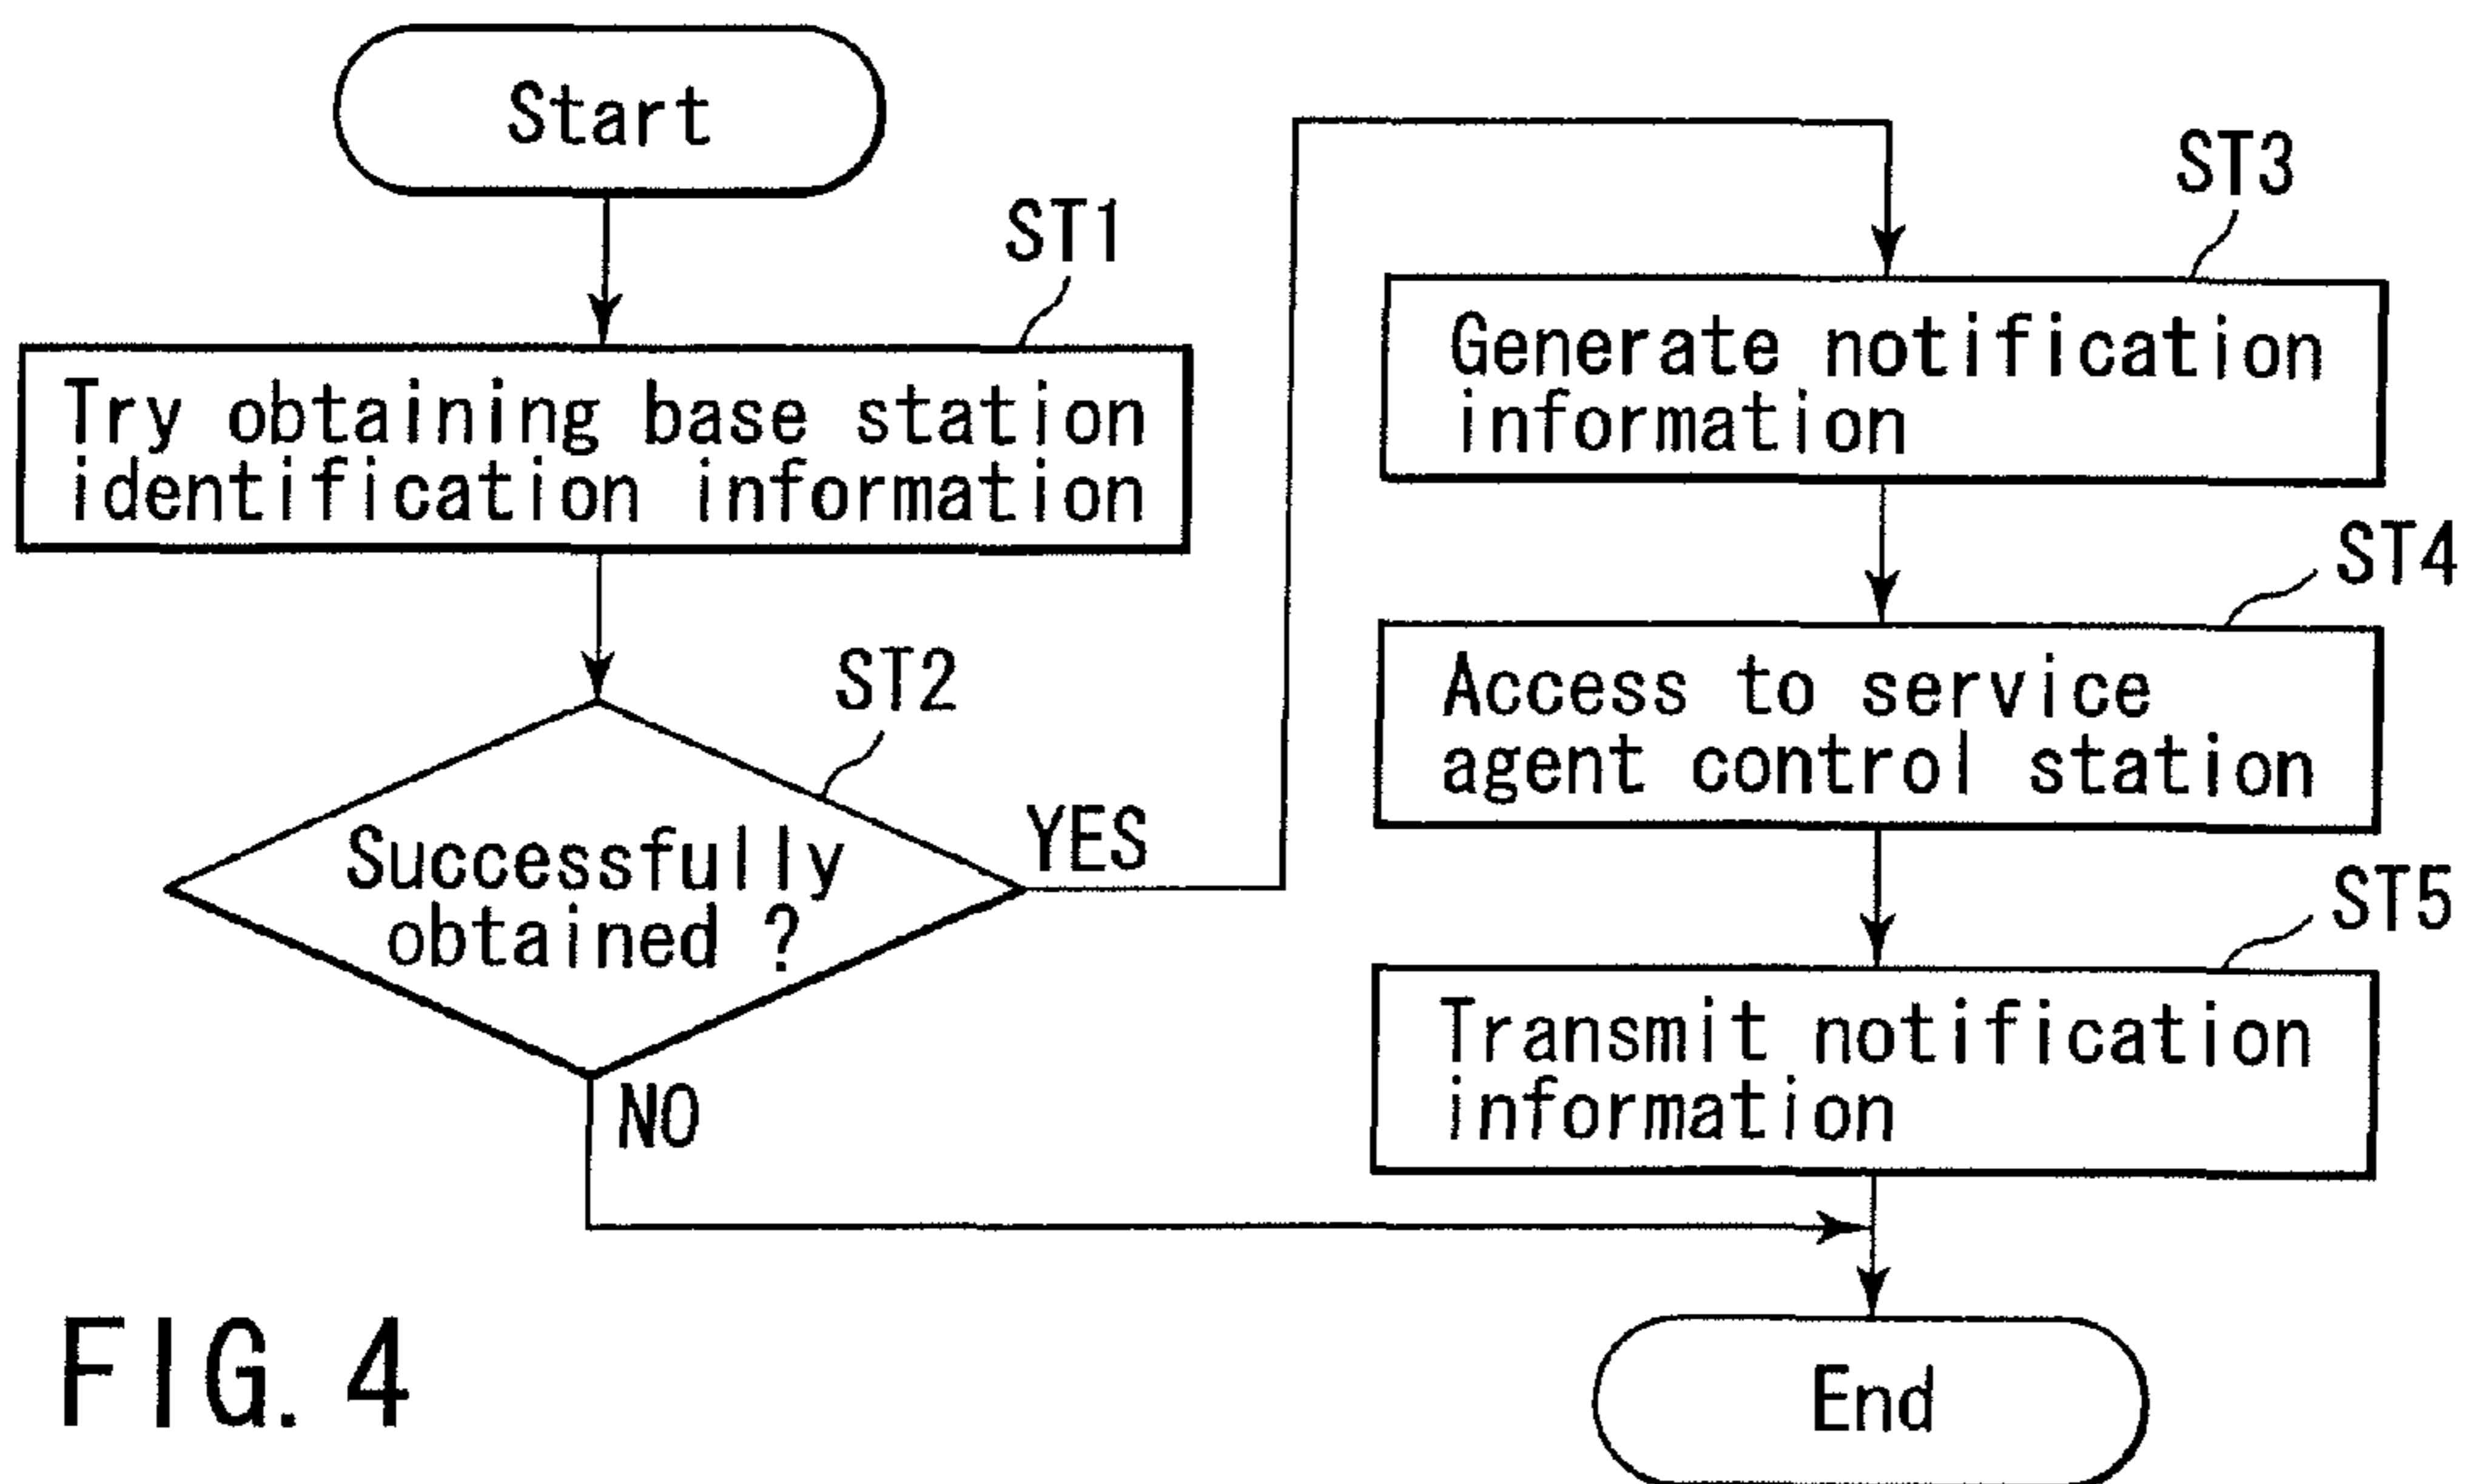 Start
ST1
Try obtaining base station
identification information
ST2
Successfully
obtained ?
YES
NO
ST3
Generate notification
information
ST4
Access to service
agent control station
ST5
Transmit notification
information
End
FIG. 4